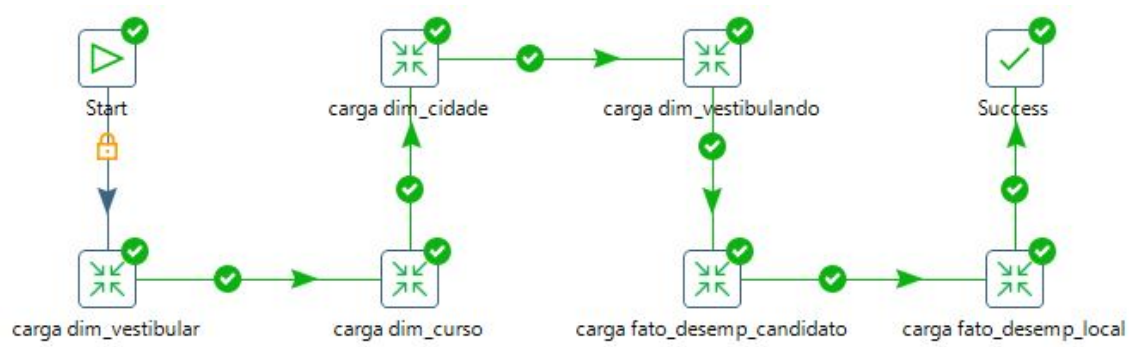 Start
carga dim_cidade
carga dim_vestibulando
Success
carga dim_vestibular
carga dim_curso
carga fato_desemp_candidato
carga fato_desemp_local